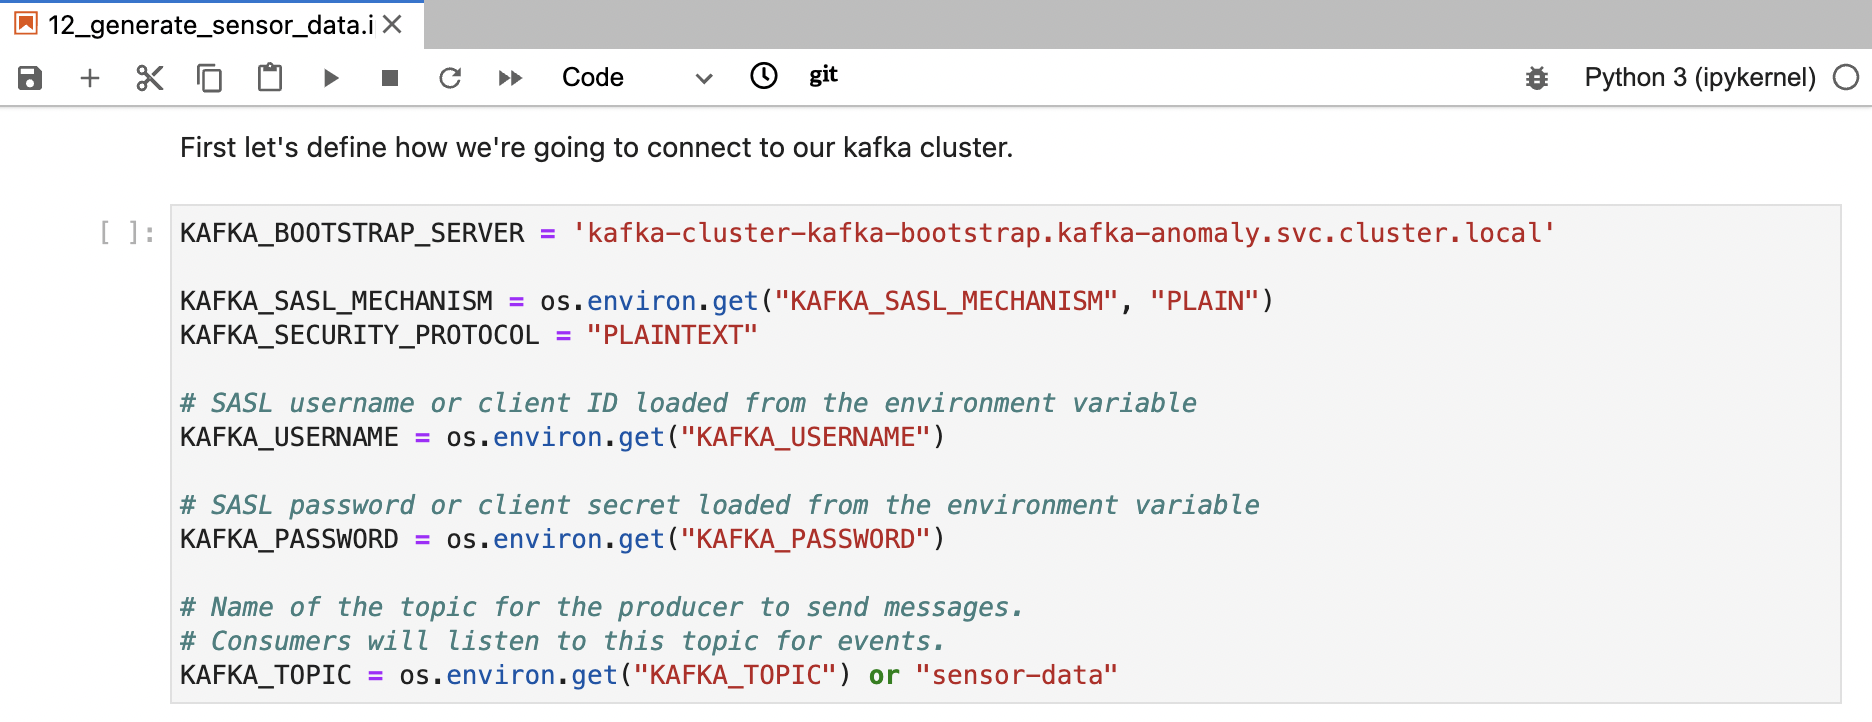 12_generate_sensor_data.i
Code
git
Python 3 (ipykernel)
First let's define how we're going to connect to our kafka cluster.
[ ]:
KAFKA_BOOTSTRAP_SERVER = 'kafka-cluster-kafka-bootstrap.kafka-anomaly.svc.cluster.local'
KAFKA_SASL_MECHANISM = os.environ.get("KAFKA_SASL_MECHANISM", "PLAIN")
KAFKA_SECURITY_PROTOCOL = "PLAINTEXT"
# SASL username or client ID loaded from the environment variable
KAFKA_USERNAME = os.environ.get("KAFKA_USERNAME")
# SASL password or client secret loaded from the environment variable
KAFKA_PASSWORD = os.environ.get("KAFKA_PASSWORD")
# Name of the topic for the producer to send messages.
# Consumers will listen to this topic for events.
KAFKA_TOPIC = os.environ.get("KAFKA_TOPIC") or "sensor-data"